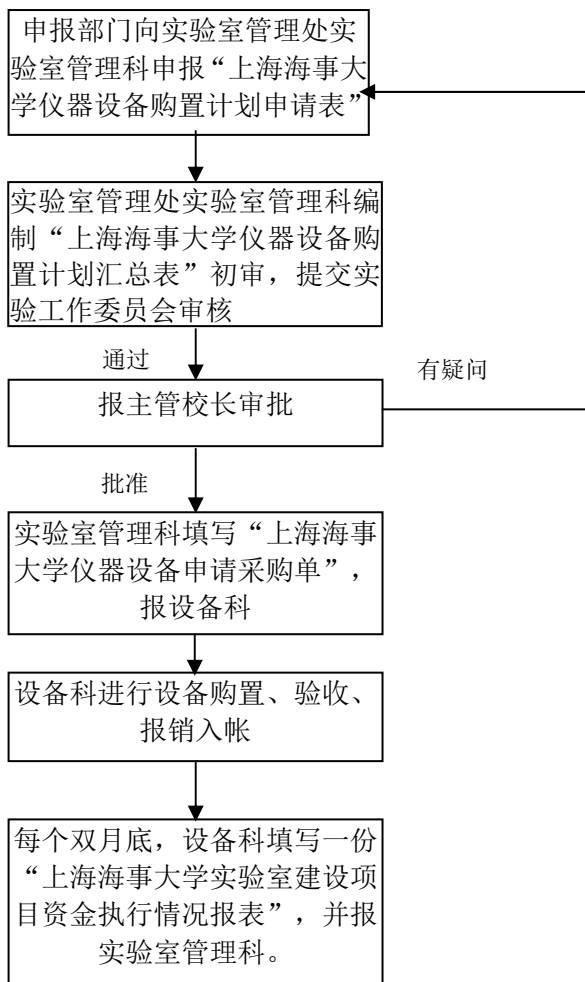 申报部门向实验室管理处实
验室管理科申报“上海海事大
学仪器设备购置计划申请表”
实验室管理处实验室管理科编
制“上海海事大学仪器设备购
置计划汇总表”初审，提交实
验工作委员会审核
通过
有疑问
报主管校长审批
批准
实验室管理科填写“上海海事
大学仪器设备申请采购单”，
报设备科
设备科进行设备购置、验收、
报销入帐
每个双月底，设备科填写一份
“上海海事大学实验室建设项
目资金执行情况报表”，并报
实验室管理科。